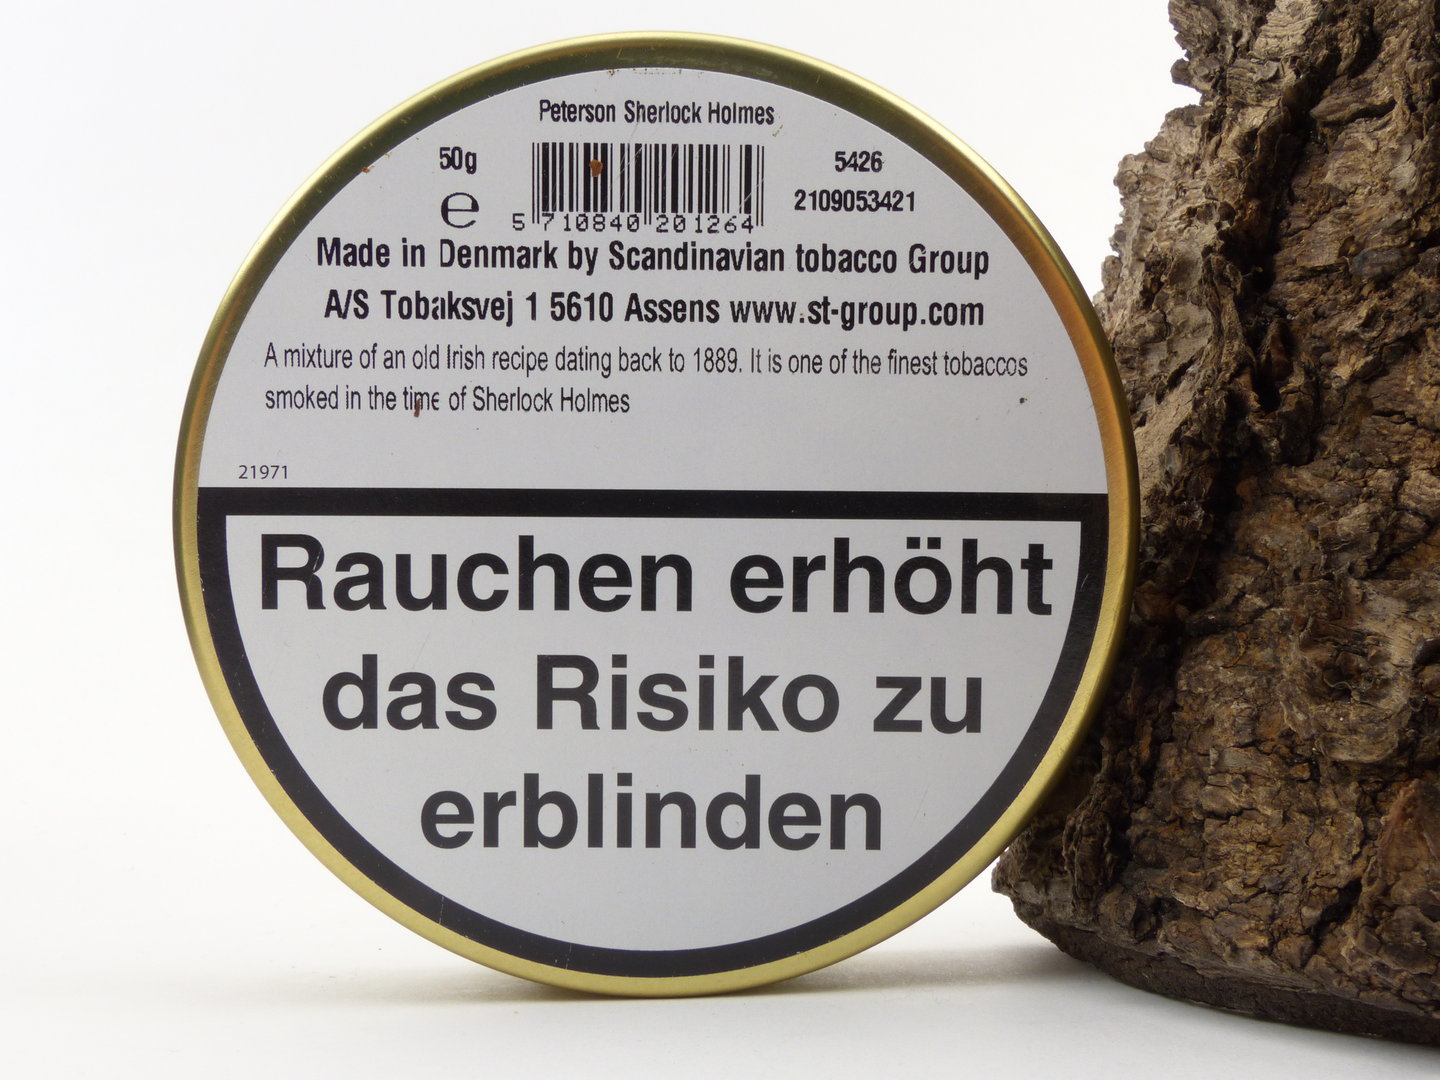 Peterson Sherlock Holmes
50g
5426
℮
2109053421
5 710840 201264
Made in Denmark by Scandinavian tobacco Group
A/S Tobaksvej 1 5610 Assens www.st-group.com
A mixture of an old Irish recipe dating back to 1889. It is one of the finest tobaccos
smoked in the time of Sherlock Holmes
21971
Rauchen erhöht
das Risiko zu
erblinden